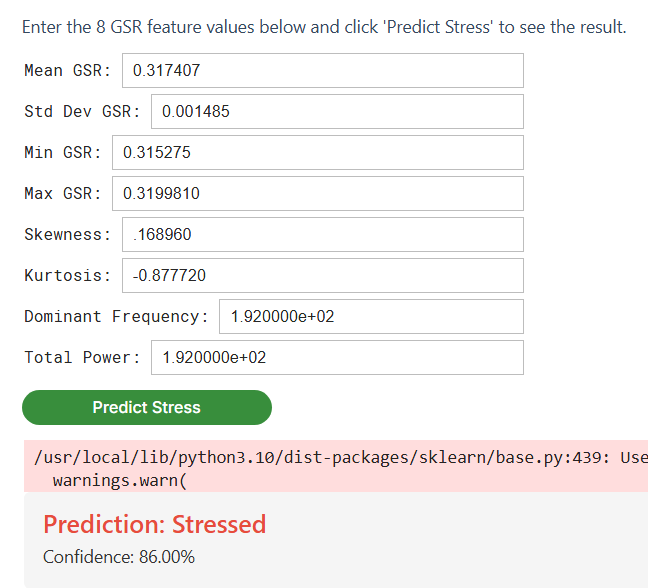 Enter the 8 GSR feature values below and click 'Predict Stress' to see the result.
Mean GSR: 0.317407
Std Dev GSR: 0.001485
Min GSR: 0.315275
Max GSR: 0.3199810
Skewness: .168960
Kurtosis: -0.877720
Dominant Frequency: 1.920000e+02
Total Power: 1.920000e+02
Predict Stress
/usr/local/lib/python3.10/dist-packages/sklearn/base.py:439: Use
warnings.warn(
Prediction: Stressed
Confidence: 86.00%